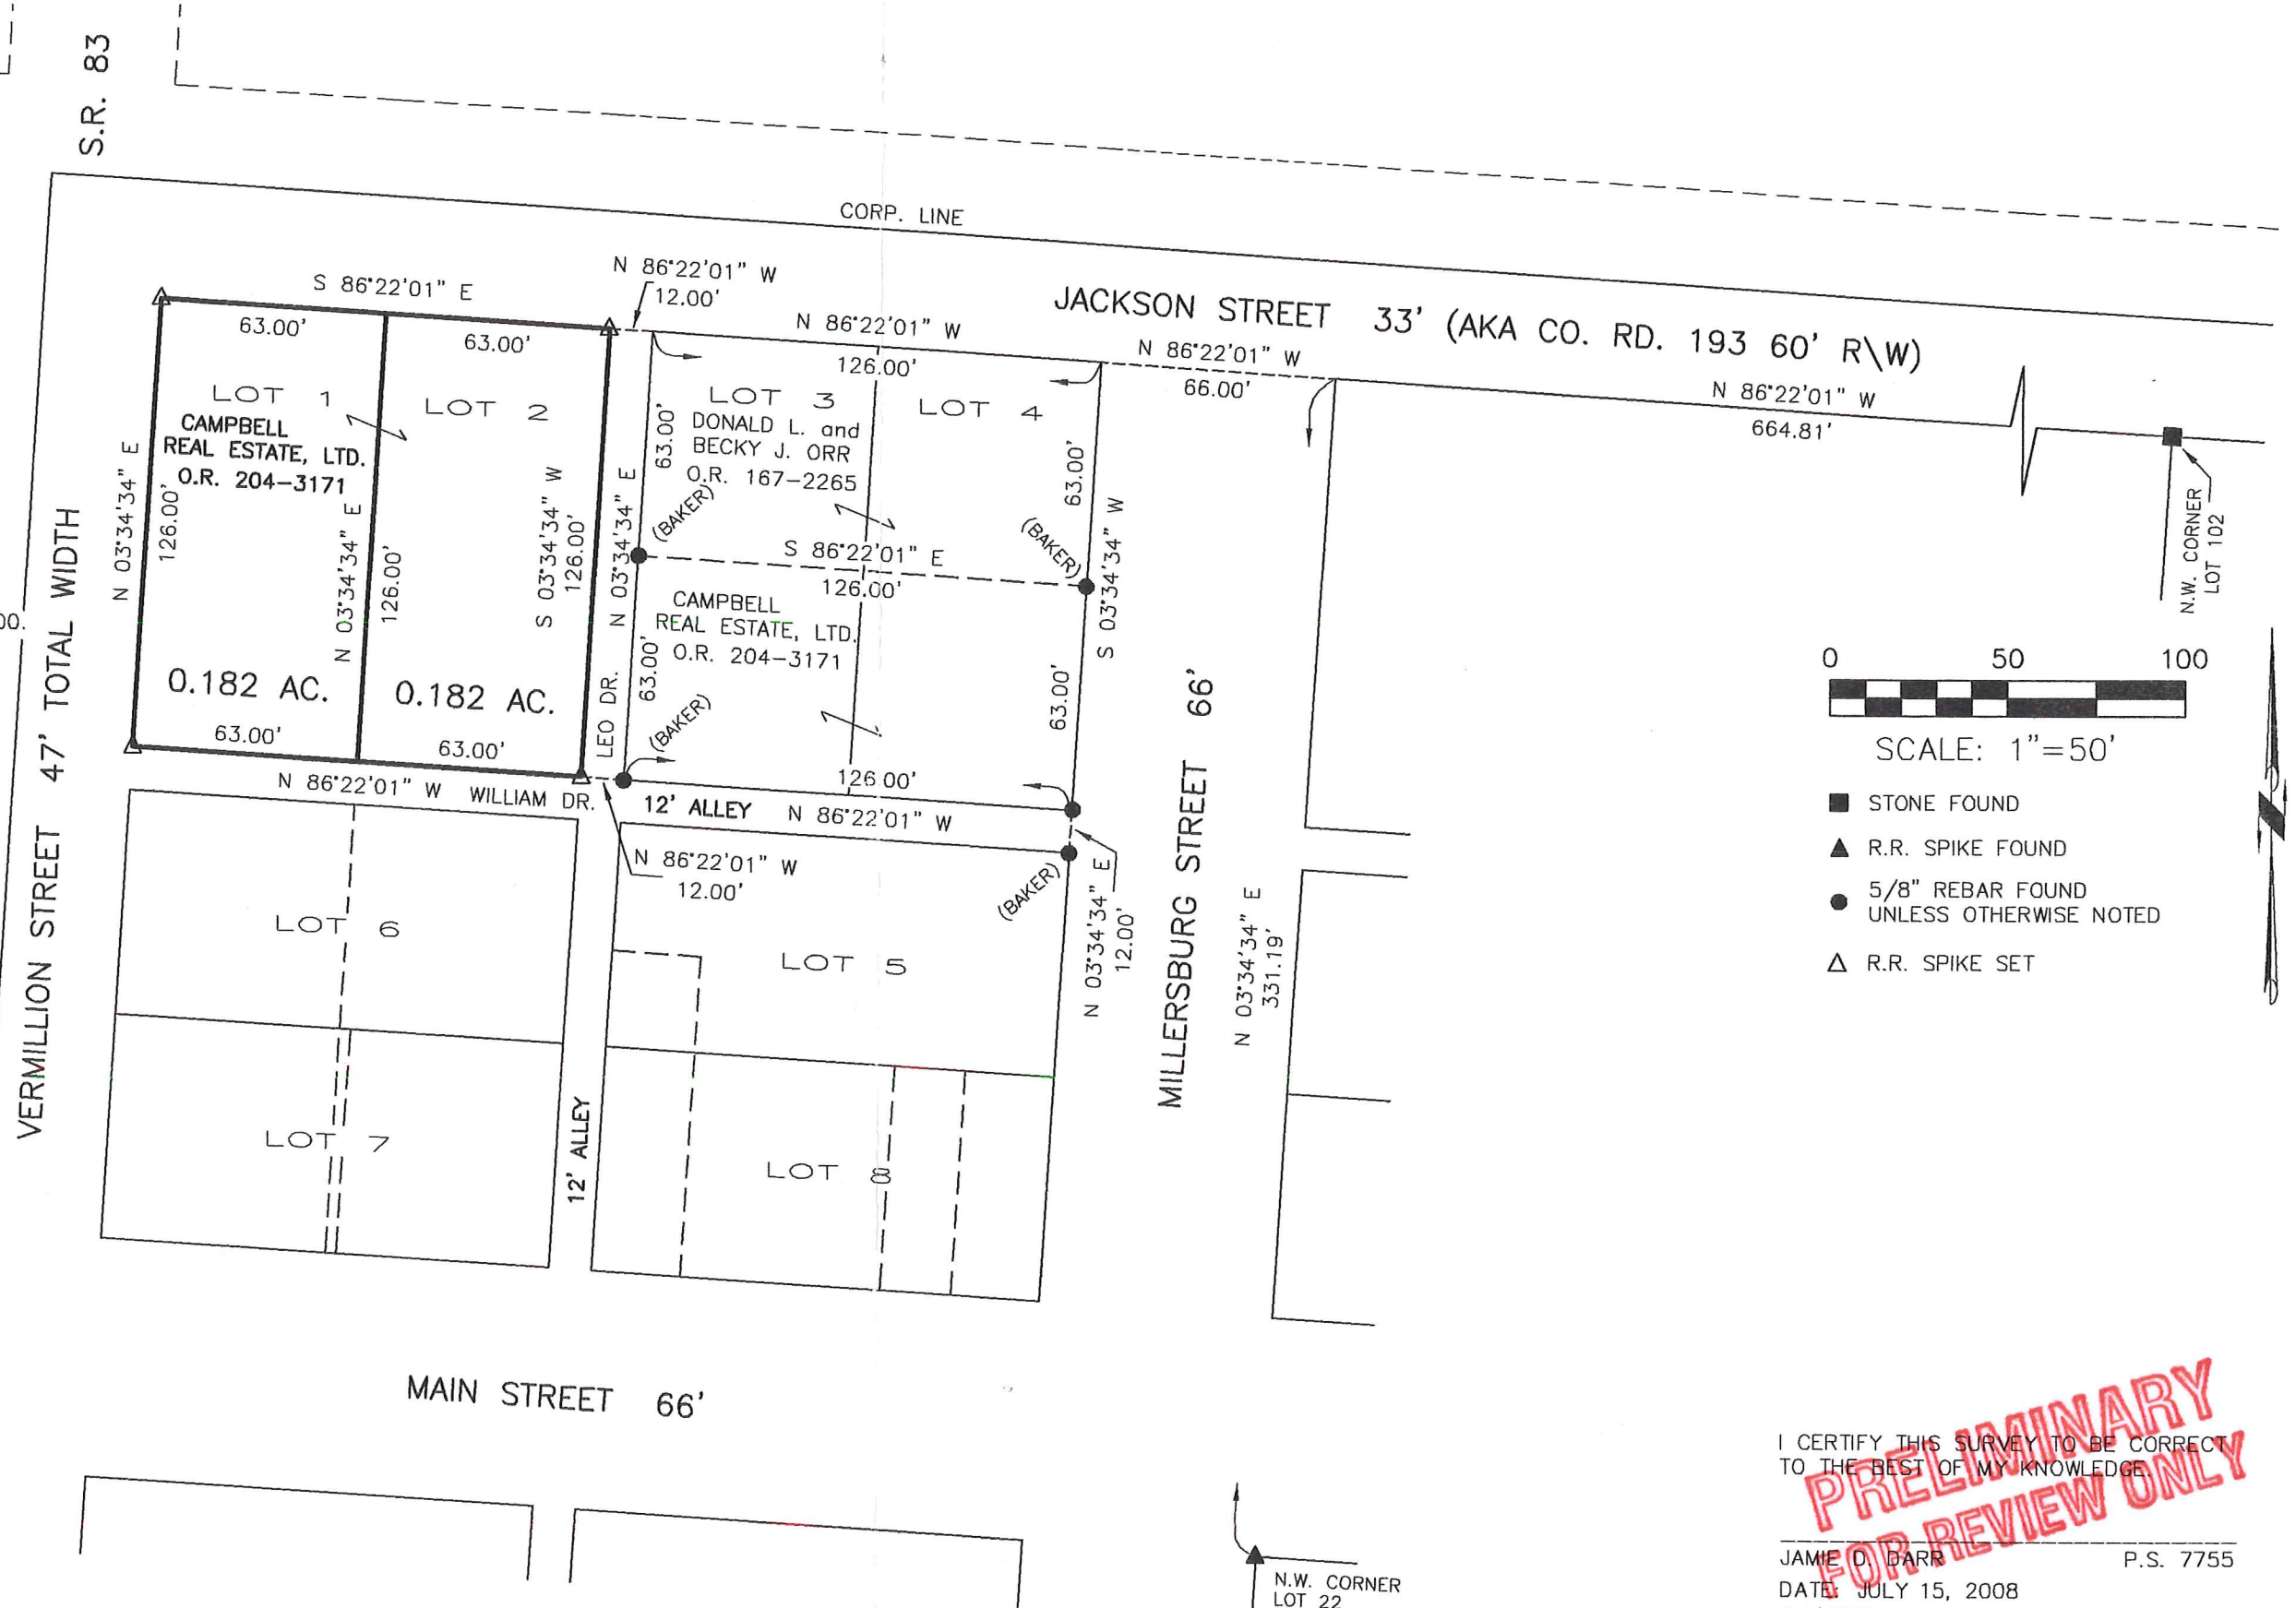 S.R. 83
CORP. LINE
N 86°22'01" W
12.00'
S 86°22'01" E
63.00'
63.00'
N 86°22'01" W
126.00'
JACKSON STREET 33' (AKA CO. RD. 193 60' R\W)
N 86°22'01" W
66.00'
N 86°22'01" W
664.81'
N.W. CORNER
LOT 102
LOT 1
CAMPBELL
REAL ESTATE, LTD.
O.R. 204-3171
LOT 2
N 03°34'34" E
126.00'
N 03°34'34" E
126.00'
S 03°34'34" W
126.00'
N 03°34'34" E
LEO DR.
0.182 AC.
0.182 AC.
63.00'
63.00'
N 86°22'01" W WILLIAM DR.
63.00'
LOT 3
DONALD L. and
BECKY J. ORR
O.R. 167-2265
LOT 4
63.00'
(BAKER)
(BAKER)
S 86°22'01" E
126.00'
S 03°34'34" W
CAMPBELL
REAL ESTATE, LTD.
O.R. 204-3171
63.00'
(BAKER)
63.00'
126.00'
12' ALLEY N 86°22'01" W
N 86°22'01" W
12.00'
(BAKER)
N 03°34'34" E
12.00'
00.
VERMILLION STREET 47' TOTAL WIDTH
MILLERSBURG STREET 66'
N 03°34'34" E
331.19'
LOT 6
LOT 5
LOT 7
12' ALLEY
LOT 8
MAIN STREET 66'
0 50 100
SCALE: 1"=50'
STONE FOUND
R.R. SPIKE FOUND
5/8" REBAR FOUND
UNLESS OTHERWISE NOTED
R.R. SPIKE SET
N
N.W. CORNER
LOT 22
I CERTIFY THIS SURVEY TO BE CORRECT
TO THE BEST OF MY KNOWLEDGE.
PRELIMINARY
FOR REVIEW ONLY
JAMIE D. DARR P.S. 7755
DATE: JULY 15, 2008